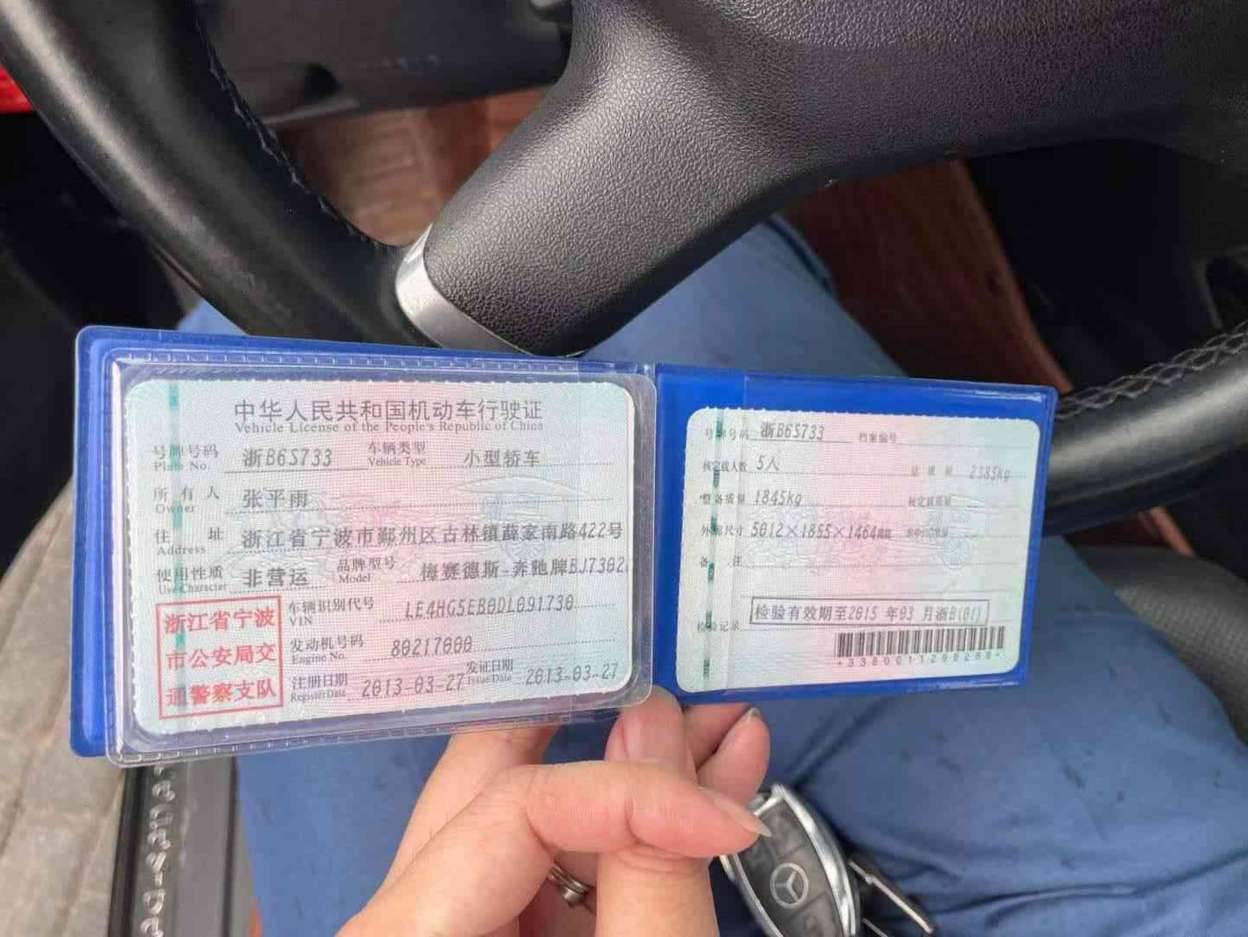 中华人民共和国机动车行驶证
Vehicle License of the People's Republic of China
号牌号码 浙B6S733 车辆类型 小型轿车
Plate No. Vehicle Type
所有人 张平雨
Owner
住址 浙江省宁波市鄞州区古林镇薛家南路422号
Address
使用性质 非营运 品牌型号 梅赛德斯-奔驰牌BJ7302
Use Character Model
浙江省宁波
市公安局交
通警察支队
车辆识别代号 LE4HG5EB0DL091730
VIN
发动机号码 80217000
Engine No.
注册日期 2013-03-27 发证日期 2013-03-27
Register Date Issue Date
号牌号码 浙B6S733 档案编号
核定载人数 5人 总质量 2385kg
整备质量 1845kg 核定载质量
外廓尺寸 5012×1855×1464mm
备注
检验记录 检验有效期至2015年03月浙B(01)